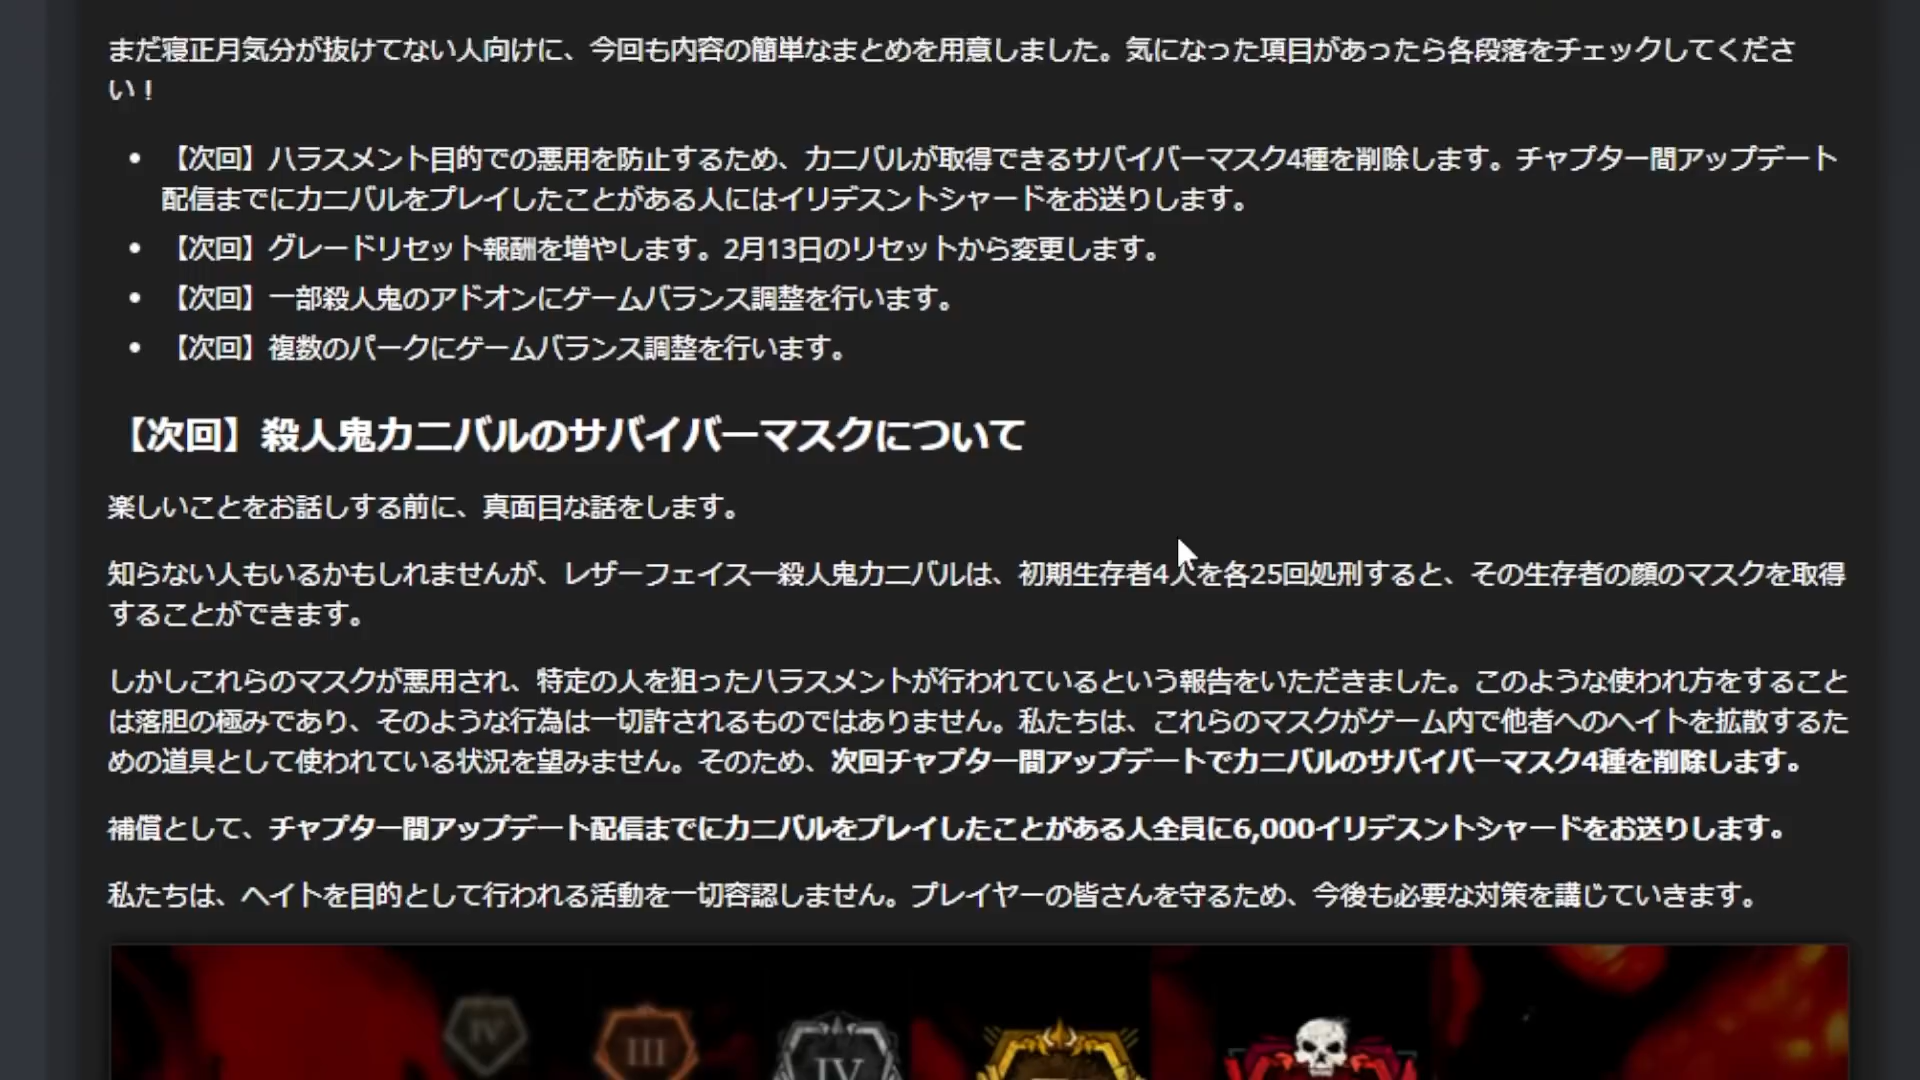 まだ寝正月気分が抜けてない人向けに、今回も内容の簡単なまとめを用意しました。気になった項目があったら各段落をチェックしてくださ
い！
• 【次回】ハラスメント目的での悪用を防止するため、カニバルが取得できるサバイバーマスク4種を削除します。チャプター間アップデート
配信までにカニバルをプレイしたことがある人にはイリデスントシャードをお送りします。
• 【次回】グレードリセット報酬を増やします。2月13日のリセットから変更します。
• 【次回】一部殺人鬼のアドオンにゲームバランス調整を行います。
• 【次回】複数のパークにゲームバランス調整を行います。
【次回】殺人鬼カニバルのサバイバーマスクについて
楽しいことをお話しする前に、真面目な話をします。
知らない人もいるかもしれませんが、レザーフェイス―殺人鬼カニバルは、初期生存者4人を各25回処刑すると、その生存者の顔のマスクを取得
することができます。
しかしこれらのマスクが悪用され、特定の人を狙ったハラスメントが行われているという報告をいただきました。このような使われ方をすること
は落胆の極みであり、そのような行為は一切許されるものではありません。私たちは、これらのマスクがゲーム内で他者へのヘイトを拡散するた
めの道具として使われている状況を望みません。そのため、次回チャプター間アップデートでカニバルのサバイバーマスク4種を削除します。
補償として、チャプター間アップデート配信までにカニバルをプレイしたことがある人全員に6,000イリデスントシャードをお送りします。
私たちは、ヘイトを目的として行われる活動を一切容認しません。プレイヤーの皆さんを守るため、今後も必要な対策を講じていきます。
IV III IV